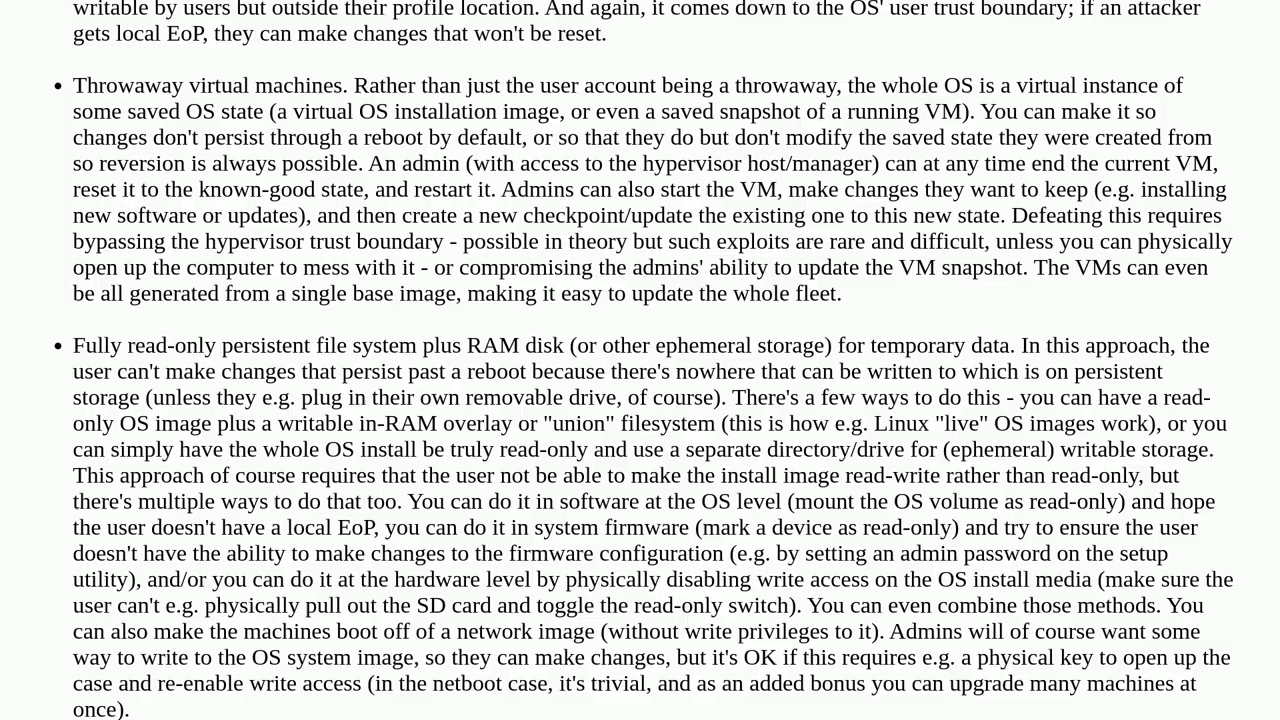 writable by users but outside their profile location. And again, it comes down to the OS' user trust boundary; if an attacker
gets local EoP, they can make changes that won't be reset.
• Throwaway virtual machines. Rather than just the user account being a throwaway, the whole OS is a virtual instance of
some saved OS state (a virtual OS installation image, or even a saved snapshot of a running VM). You can make it so
changes don't persist through a reboot by default, or so that they do but don't modify the saved state they were created from
so reversion is always possible. An admin (with access to the hypervisor host/manager) can at any time end the current VM,
reset it to the known-good state, and restart it. Admins can also start the VM, make changes they want to keep (e.g. installing
new software or updates), and then create a new checkpoint/update the existing one to this new state. Defeating this requires
bypassing the hypervisor trust boundary - possible in theory but such exploits are rare and difficult, unless you can physically
open up the computer to mess with it - or compromising the admins' ability to update the VM snapshot. The VMs can even
be all generated from a single base image, making it easy to update the whole fleet.
• Fully read-only persistent file system plus RAM disk (or other ephemeral storage) for temporary data. In this approach, the
user can't make changes that persist past a reboot because there's nowhere that can be written to which is on persistent
storage (unless they e.g. plug in their own removable drive, of course). There's a few ways to do this - you can have a read-
only OS image plus a writable in-RAM overlay or "union" filesystem (this is how e.g. Linux "live" OS images work), or you
can simply have the whole OS install be truly read-only and use a separate directory/drive for (ephemeral) writable storage.
This approach of course requires that the user not be able to make the install image read-write rather than read-only, but
there's multiple ways to do that too. You can do it in software at the OS level (mount the OS volume as read-only) and hope
the user doesn't have a local EoP, you can do it in system firmware (mark a device as read-only) and try to ensure the user
doesn't have the ability to make changes to the firmware configuration (e.g. by setting an admin password on the setup
utility), and/or you can do it at the hardware level by physically disabling write access on the OS install media (make sure the
user can't e.g. physically pull out the SD card and toggle the read-only switch). You can even combine those methods. You
can also make the machines boot off of a network image (without write privileges to it). Admins will of course want some
way to write to the OS system image, so they can make changes, but it's OK if this requires e.g. a physical key to open up the
case and re-enable write access (in the netboot case, it's trivial, and as an added bonus you can upgrade many machines at
once).